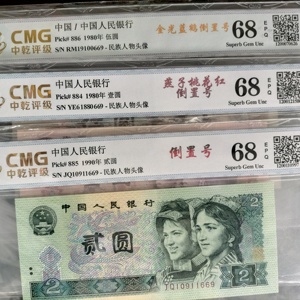 CMG
中乾评级
中国/中国人民银行
Pick# 886 1980年 伍圆
S/N RM19100669 - 民族人物头像
金光蓝鹤倒置号
68 EPQ
Superb Gem Unc
CMG
中乾评级
中国人民银行
Pick# 884 1980年 壹圆
S/N YE61880669 - 民族人物头像
燕子桃花红
倒置号
68 EPQ
Superb Gem Unc
CMG
中乾评级
中国人民银行
Pick# 885 1990年 贰圆
S/N JQ10911669 - 民族人物头像
倒置号
68 EPQ
Superb Gem Unc
中国人民银行
贰圆
2
JQ10911669
2